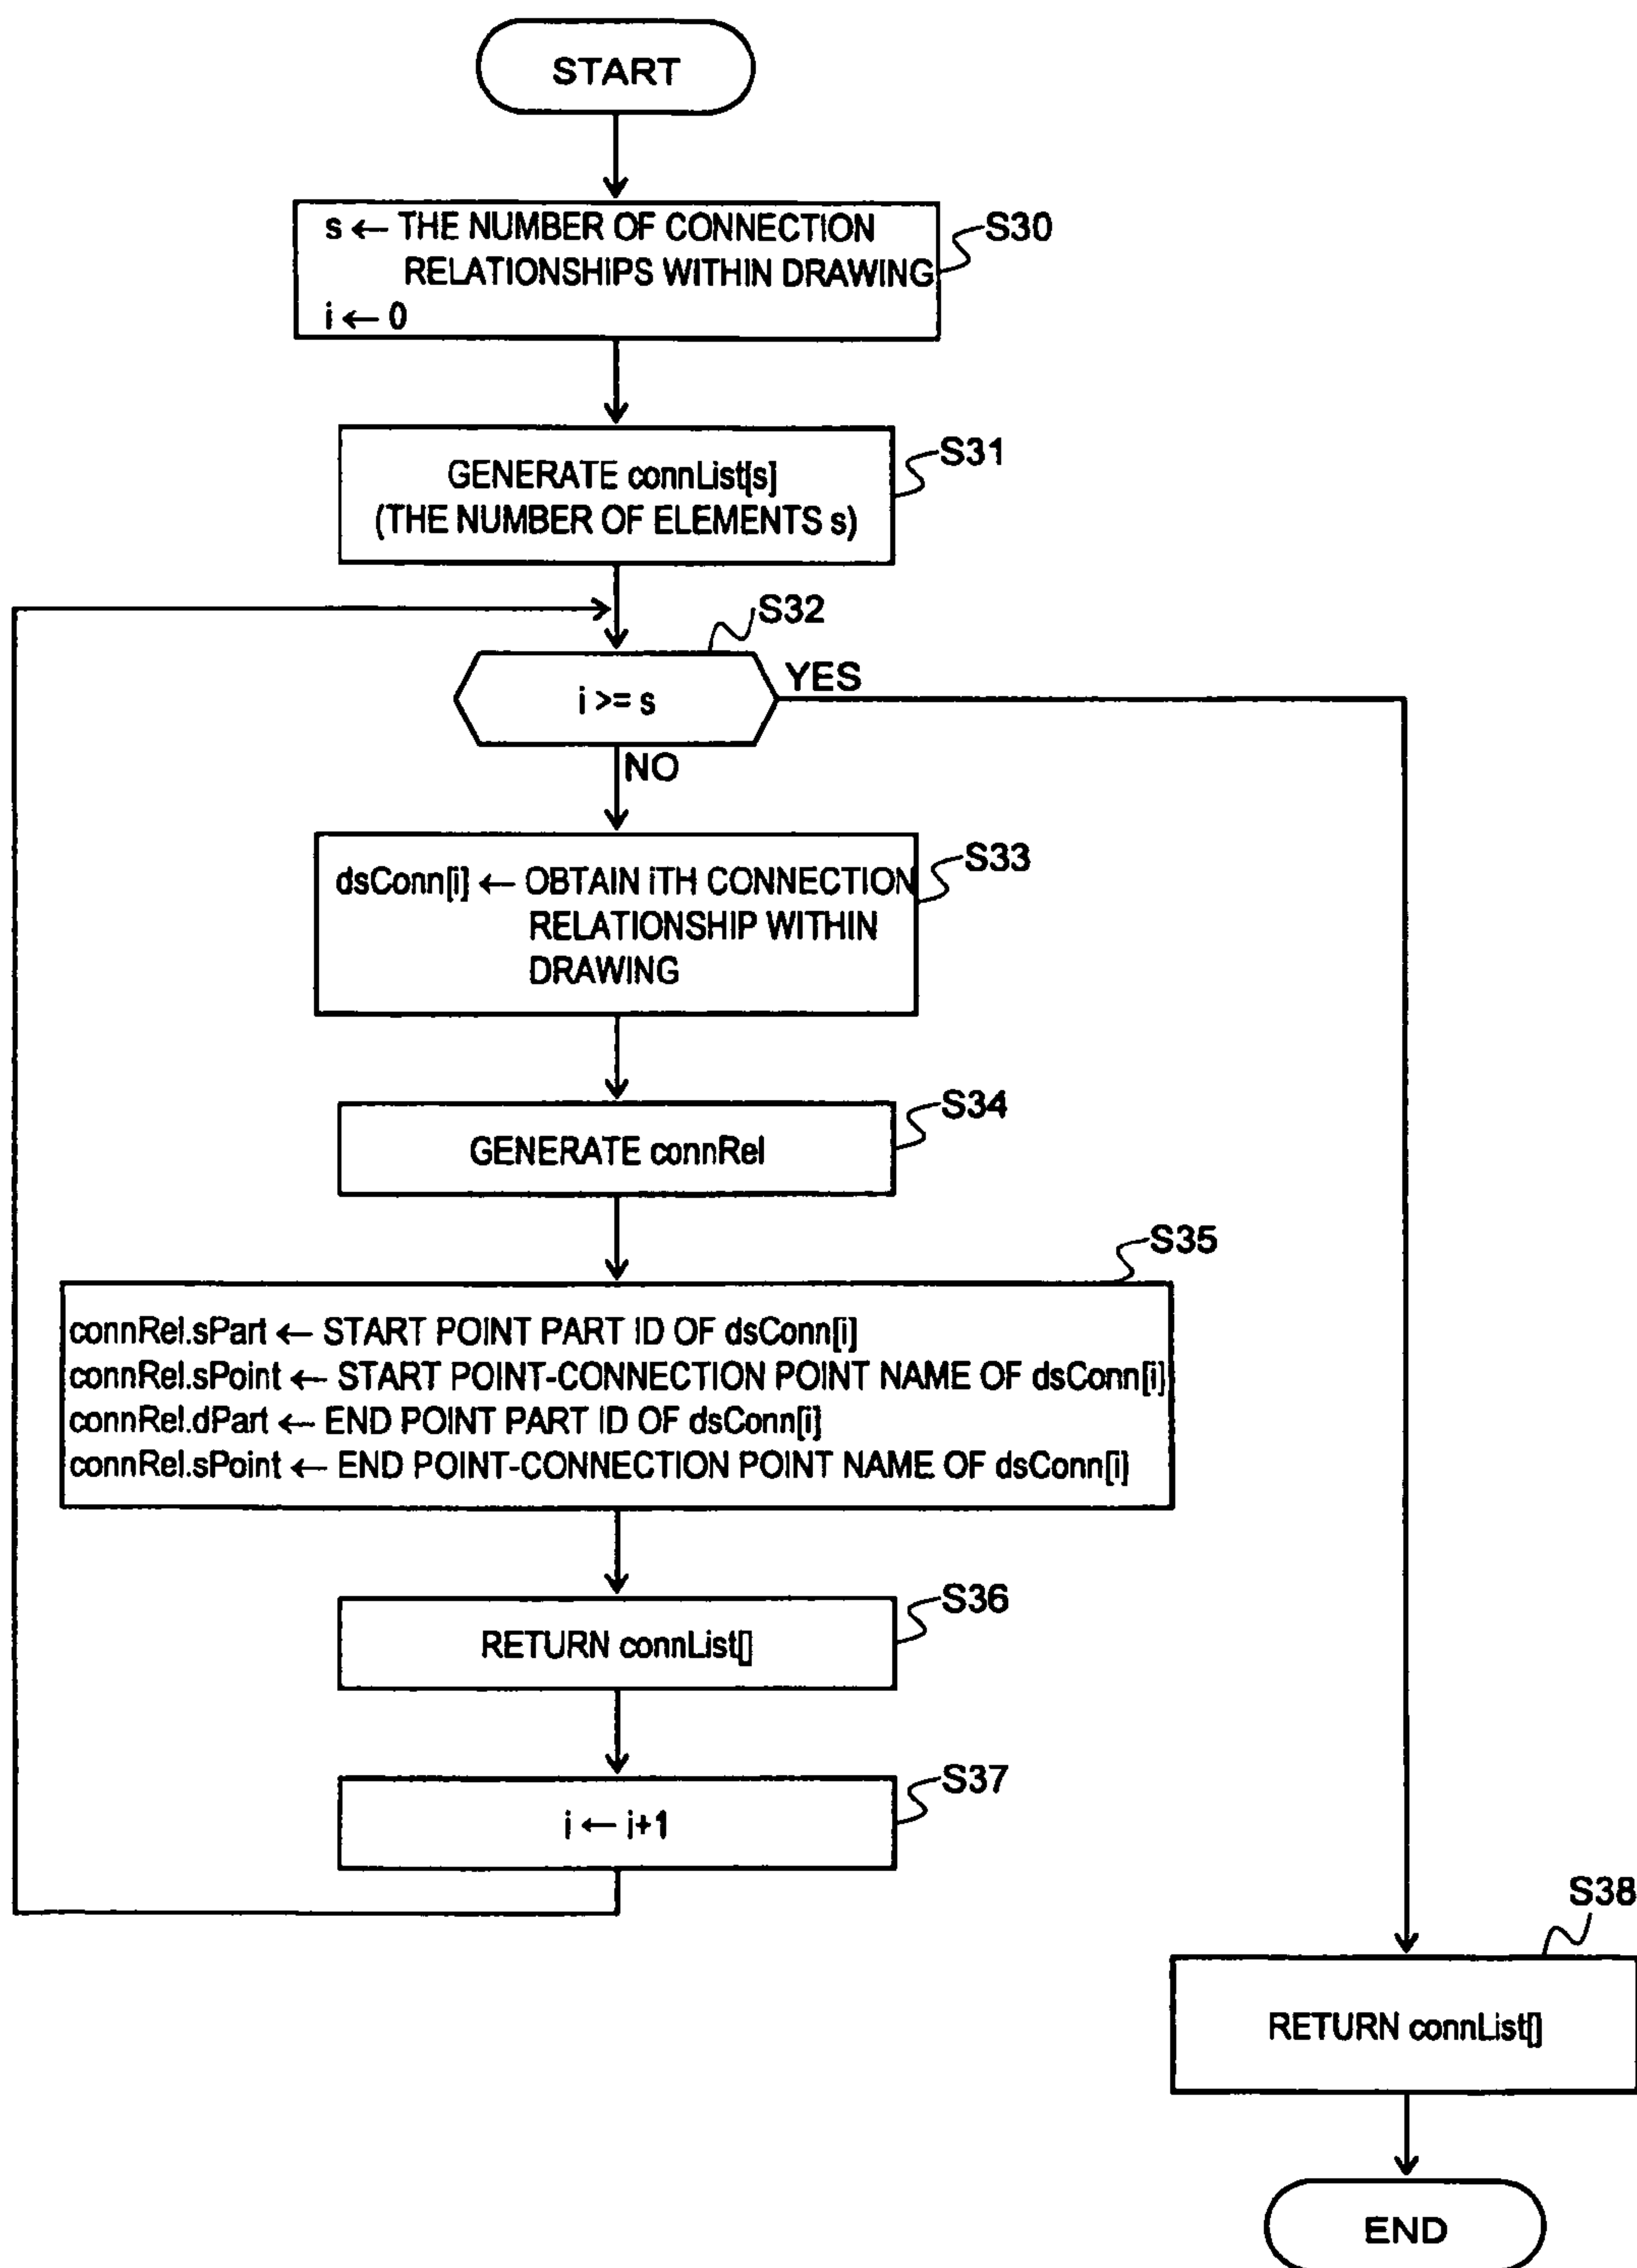 START
s ← THE NUMBER OF CONNECTION
RELATIONSHIPS WITHIN DRAWING
i ← 0
S30
GENERATE connList[s]
(THE NUMBER OF ELEMENTS s)
S31
S32
i >= s
YES
NO
dsConn[i] ← OBTAIN iTH CONNECTION
RELATIONSHIP WITHIN
DRAWING
S33
GENERATE connRel
S34
S35
connRel.sPart ← START POINT PART ID OF dsConn[i]
connRel.sPoint ← START POINT-CONNECTION POINT NAME OF dsConn[i]
connRel.dPart ← END POINT PART ID OF dsConn[i]
connRel.sPoint ← END POINT-CONNECTION POINT NAME OF dsConn[i]
RETURN connList[]
S36
i ← i+1
S37
S38
RETURN connList[]
END